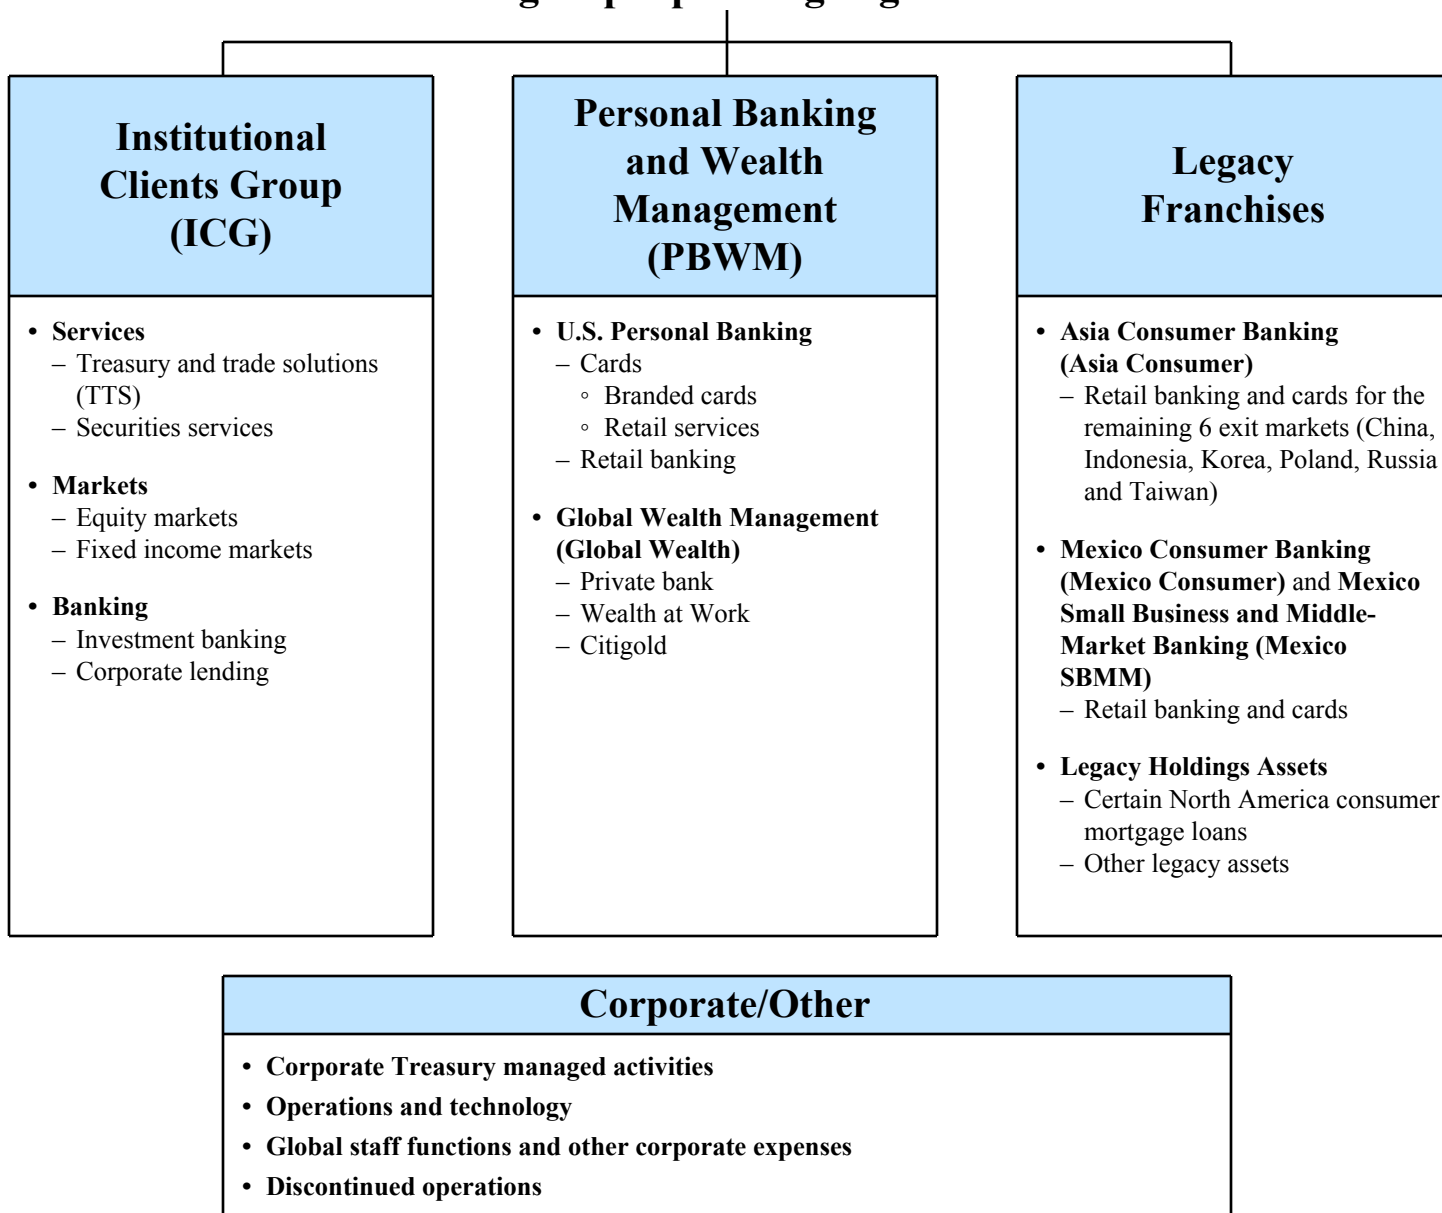 Institutional
Clients Group
(ICG)
• Services
– Treasury and trade solutions
(TTS)
– Securities services
• Markets
– Equity markets
– Fixed income markets
• Banking
– Investment banking
– Corporate lending
Personal Banking
and Wealth
Management
(PBWM)
• U.S. Personal Banking
– Cards
◦ Branded cards
◦ Retail services
– Retail banking
• Global Wealth Management
(Global Wealth)
– Private bank
– Wealth at Work
– Citigold
Legacy
Franchises
• Asia Consumer Banking
(Asia Consumer)
– Retail banking and cards for the
remaining 6 exit markets (China,
Indonesia, Korea, Poland, Russia
and Taiwan)
• Mexico Consumer Banking
(Mexico Consumer) and Mexico
Small Business and Middle-
Market Banking (Mexico
SBMM)
– Retail banking and cards
• Legacy Holdings Assets
– Certain North America consumer
mortgage loans
– Other legacy assets
Corporate/Other
• Corporate Treasury managed activities
• Operations and technology
• Global staff functions and other corporate expenses
• Discontinued operations